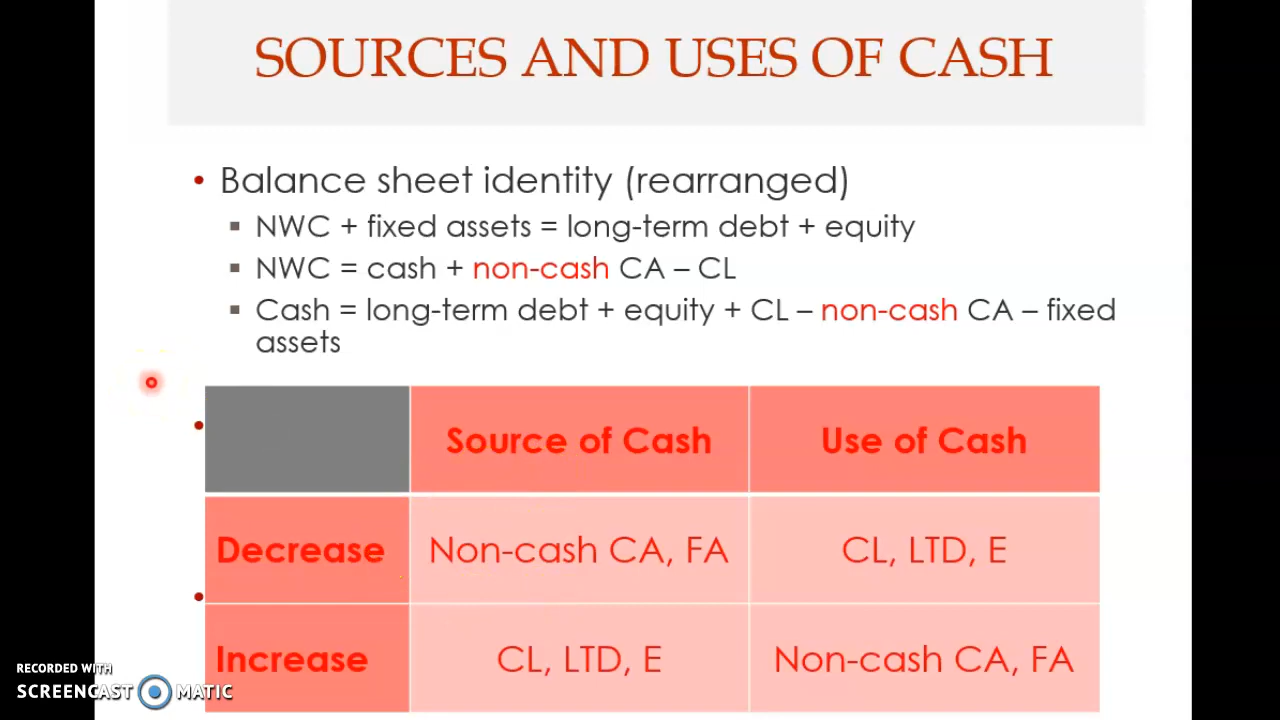 SOURCES AND USES OF CASH
• Balance sheet identity (rearranged)
▪ NWC + fixed assets = long-term debt + equity
▪ NWC = cash + non-cash CA – CL
▪ Cash = long-term debt + equity + CL – non-cash CA – fixed
assets
Source of Cash Use of Cash
Decrease Non-cash CA, FA CL, LTD, E
Increase CL, LTD, E Non-cash CA, FA
RECORDED WITH
SCREENCAST MATIC